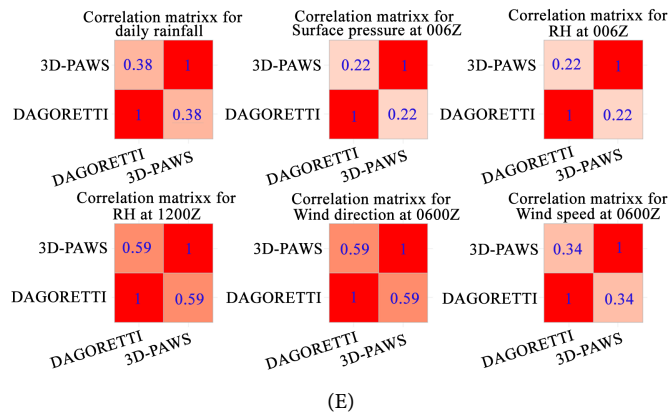 Correlation matrixx for
daily rainfall
3D-PAWS 0.38 1
DAGORETTI 1 0.38
DAGORETTI
3D-PAWS
Correlation matrixx for
Surface pressure at 006Z
3D-PAWS 0.22 1
DAGORETTI 1 0.22
DAGORETTI
3D-PAWS
Correlation matrixx for
RH at 006Z
3D-PAWS 0.22 1
DAGORETTI 1 0.22
DAGORETTI
3D-PAWS
Correlation matrixx for
RH at 1200Z
3D-PAWS 0.59 1
DAGORETTI 1 0.59
DAGORETTI
3D-PAWS
Correlation matrixx for
Wind direction at 0600Z
3D-PAWS 0.59 1
DAGORETTI 1 0.59
DAGORETTI
3D-PAWS
Correlation matrixx for
Wind speed at 0600Z
3D-PAWS 0.34 1
DAGORETTI 1 0.34
DAGORETTI
3D-PAWS
(E)